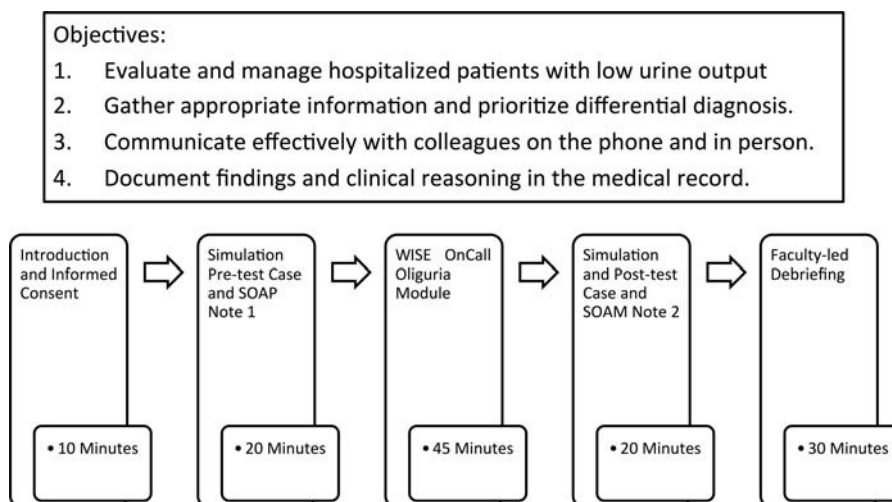 Objectives:
1. Evaluate and manage hospitalized patients with low urine output
2. Gather appropriate information and prioritize differential diagnosis.
3. Communicate effectively with colleagues on the phone and in person.
4. Document findings and clinical reasoning in the medical record.
Introduction
and Informed
Consent
• 10 Minutes
Simulation
Pre-test Case
and SOAP
Note 1
• 20 Minutes
WISE OnCall
Oliguria
Module
• 45 Minutes
Simulation
and Post-test
Case and
SOAM Note 2
• 20 Minutes
Faculty-led
Debriefing
• 30 Minutes